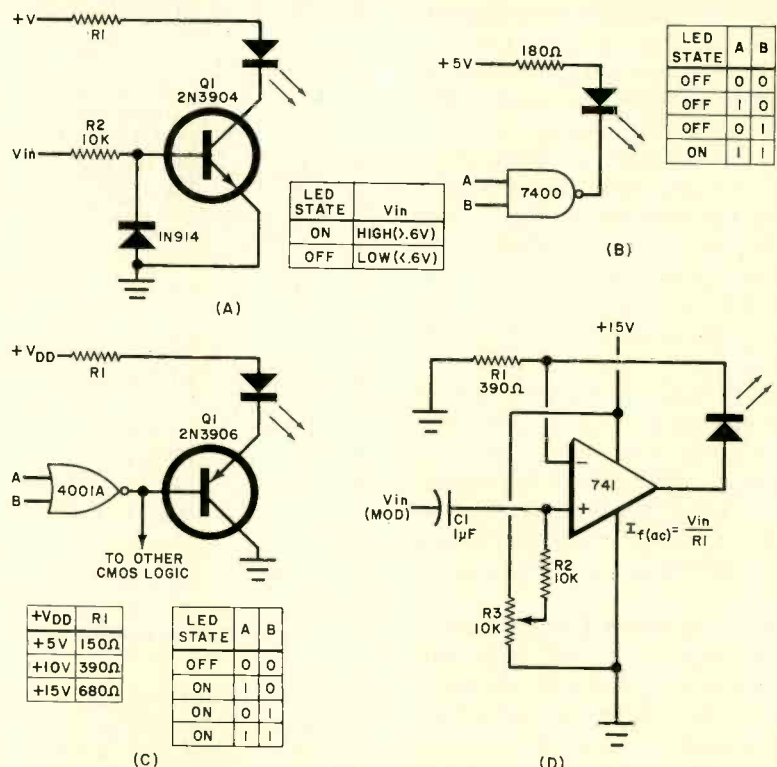 +V
R1
Q1
2N3904
R2
10K
Vin
1N914
LED STATE Vin
ON HIGH(>.6V)
OFF LOW(<.6V)
(A)
180Ω
+5V
A
B
7400
LED STATE A B
OFF 0 0
OFF 1 0
OFF 0 1
ON 1 1
(B)
+VDD
R1
Q1
2N3906
A
B
4001A
TO OTHER
CMOS LOGIC
+VDD R1
+5V 150Ω
+10V 390Ω
+15V 680Ω
LED STATE A B
OFF 0 0
ON 1 0
ON 0 1
ON 1 1
(C)
+15V
R1
390Ω
−
741
+
Vin
(MOD)
C1
1µF
If(ac)= Vin
R1
R2
10K
R3
10K
(D)